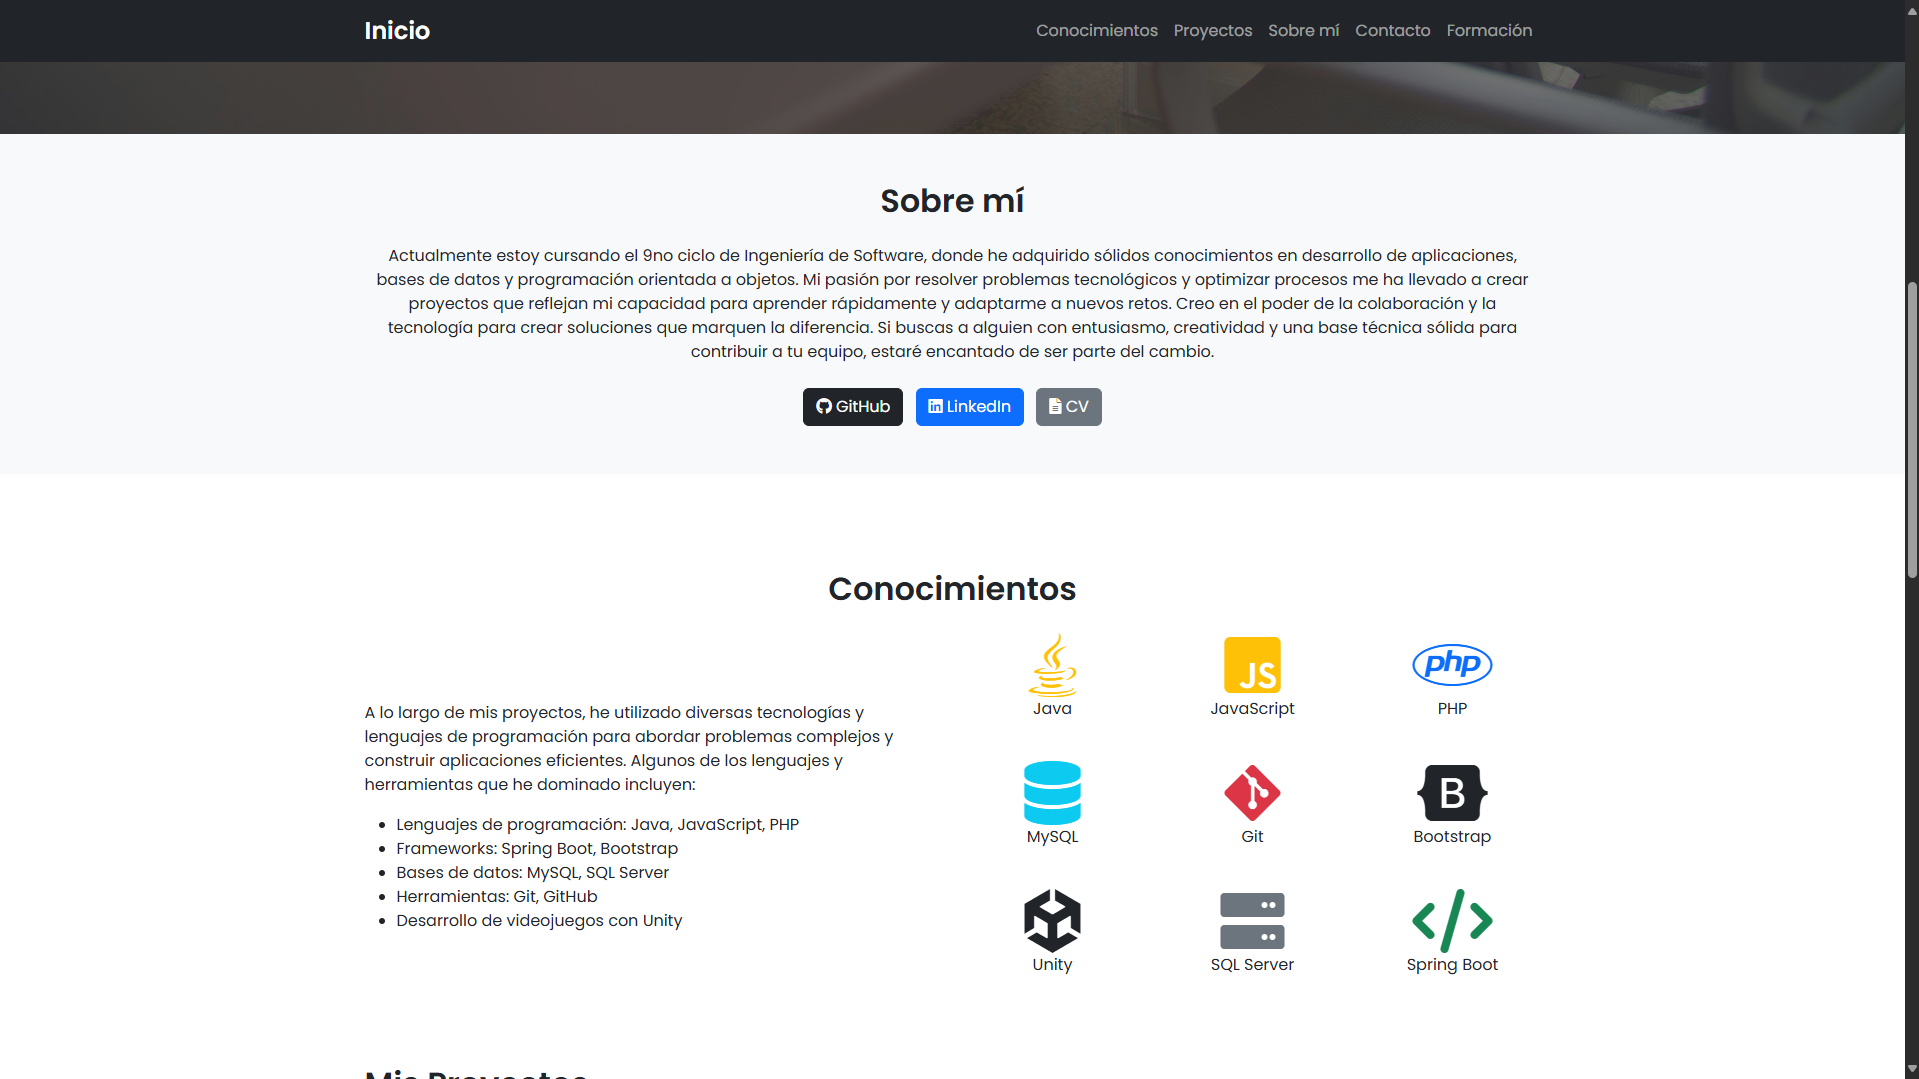 Inicio
Conocimientos Proyectos Sobre mí Contacto Formación
Sobre mí
Actualmente estoy cursando el 9no ciclo de Ingeniería de Software, donde he adquirido sólidos conocimientos en desarrollo de aplicaciones,
bases de datos y programación orientada a objetos. Mi pasión por resolver problemas tecnológicos y optimizar procesos me ha llevado a crear
proyectos que reflejan mi capacidad para aprender rápidamente y adaptarme a nuevos retos. Creo en el poder de la colaboración y la
tecnología para crear soluciones que marquen la diferencia. Si buscas a alguien con entusiasmo, creatividad y una base técnica sólida para
contribuir a tu equipo, estaré encantado de ser parte del cambio.
GitHub
LinkedIn
CV
Conocimientos
A lo largo de mis proyectos, he utilizado diversas tecnologías y
lenguajes de programación para abordar problemas complejos y
construir aplicaciones eficientes. Algunos de los lenguajes y
herramientas que he dominado incluyen:
Lenguajes de programación: Java, JavaScript, PHP
Frameworks: Spring Boot, Bootstrap
Bases de datos: MySQL, SQL Server
Herramientas: Git, GitHub
Desarrollo de videojuegos con Unity
Java
JS
JavaScript
php
PHP
MySQL
Git
B
Bootstrap
Unity
SQL Server
</>
Spring Boot
Mis Proyectos